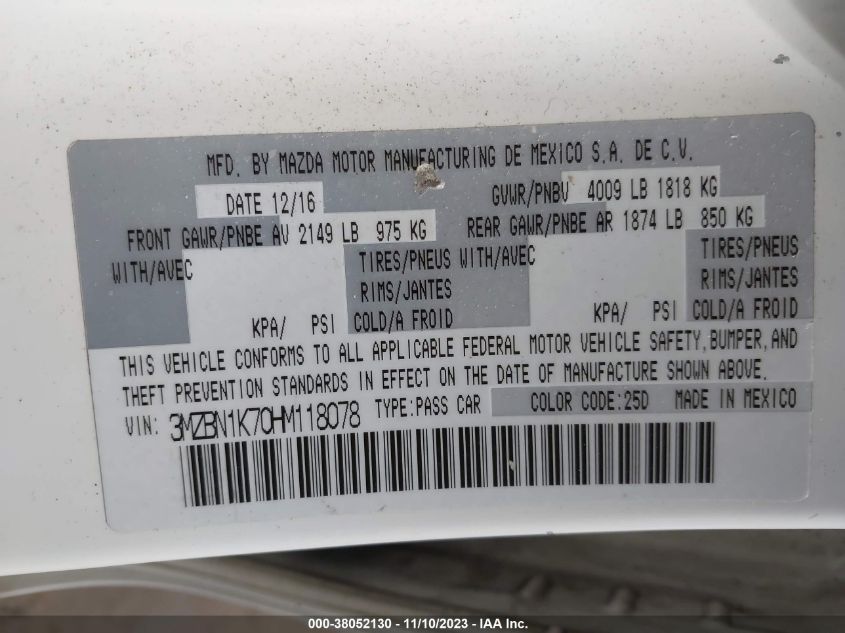 MFD. BY MAZDA MOTOR MANUFACTURING DE MEXICO S.A. DE C.V.
DATE 12/16 GVWR/PNBV 4009 LB 1818 KG
FRONT GAWR/PNBE AV 2149 LB 975 KG REAR GAWR/PNBE AR 1874 LB 850 KG
WITH/AVEC TIRES/PNEUS WITH/AVEC TIRES/PNEUS
RIMS/JANTES RIMS/JANTES
KPA/ PSI COLD/A FROID KPA/ PSI COLD/A FROID
THIS VEHICLE CONFORMS TO ALL APPLICABLE FEDERAL MOTOR VEHICLE SAFETY, BUMPER, AND
THEFT PREVENTION STANDARDS IN EFFECT ON THE DATE OF MANUFACTURE SHOWN ABOVE.
VIN: 3MZBN1K70HM118078 TYPE:PASS CAR COLOR CODE:25D MADE IN MEXICO
000-38052130 - 11/10/2023 - IAA Inc.